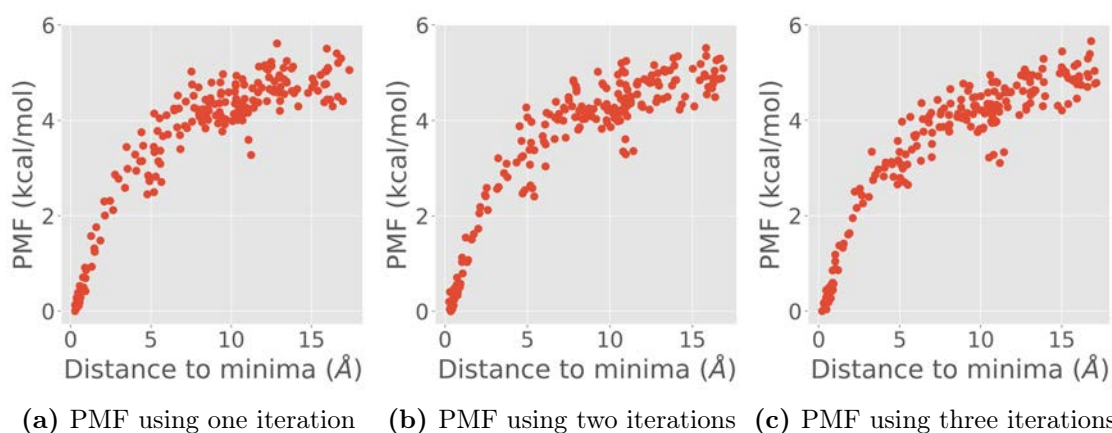 6
4
2
0
PMF (kcal/mol)
0 5 10 15
Distance to minima (Å)
(a) PMF using one iteration
6
4
2
0
PMF (kcal/mol)
0 5 10 15
Distance to minima (Å)
(b) PMF using two iterations
6
4
2
0
PMF (kcal/mol)
0 5 10 15
Distance to minima (Å)
(c) PMF using three iterations